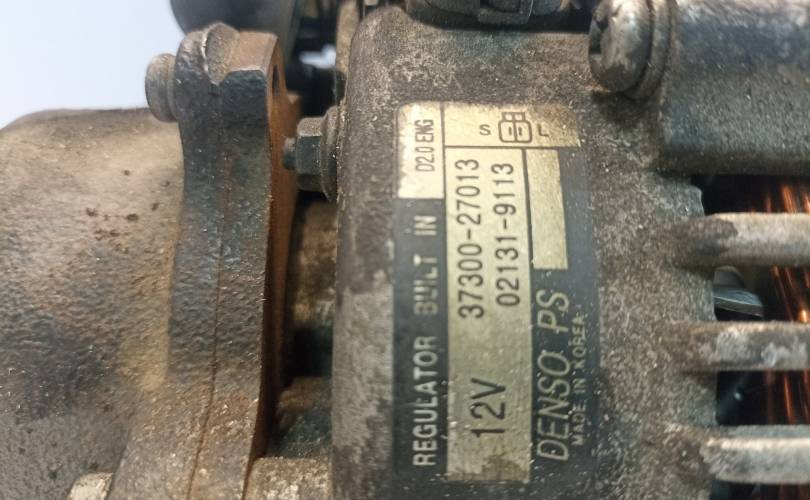 D2.0 ENG
S L
REGULATOR BUILT IN
37300-27013
12V
02131-9113
DENSO PS
MADE IN KOREA